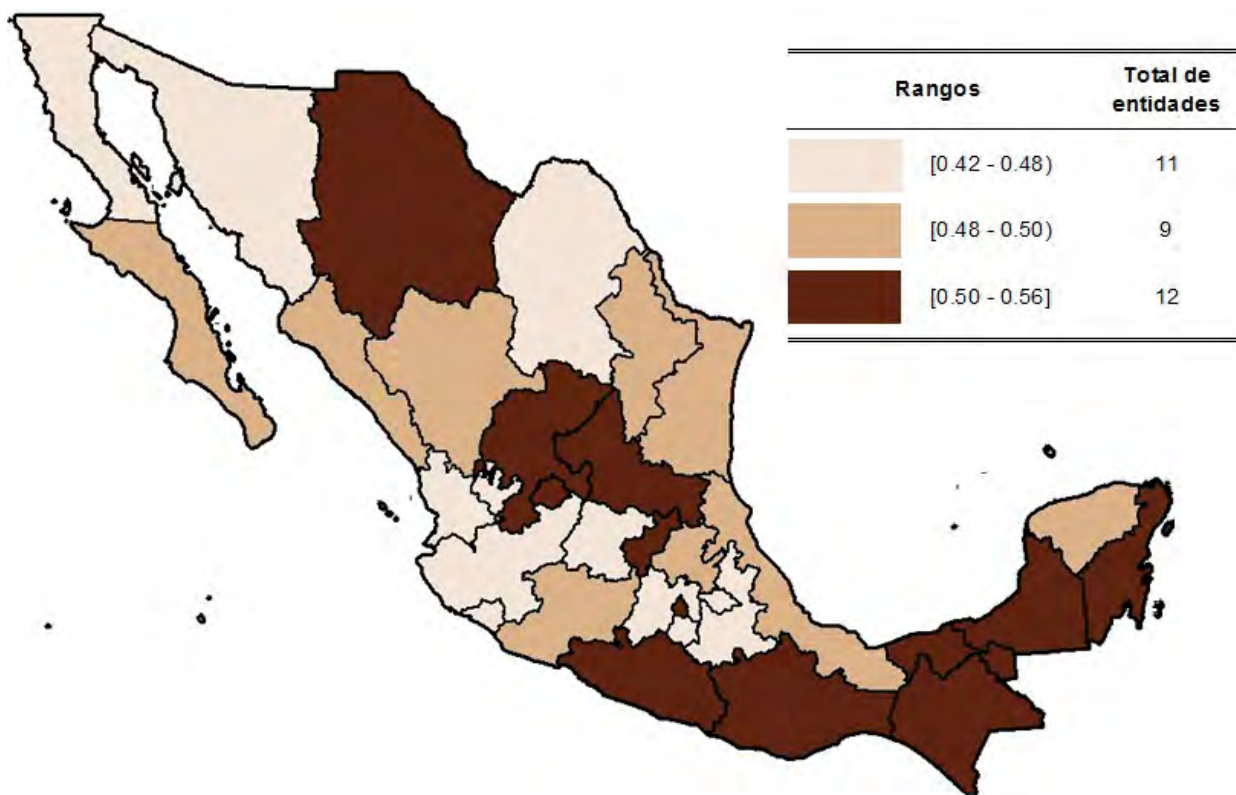 Rangos
Total de
entidades
[0.42 - 0.48)
11
[0.48 - 0.50)
9
[0.50 - 0.56]
12